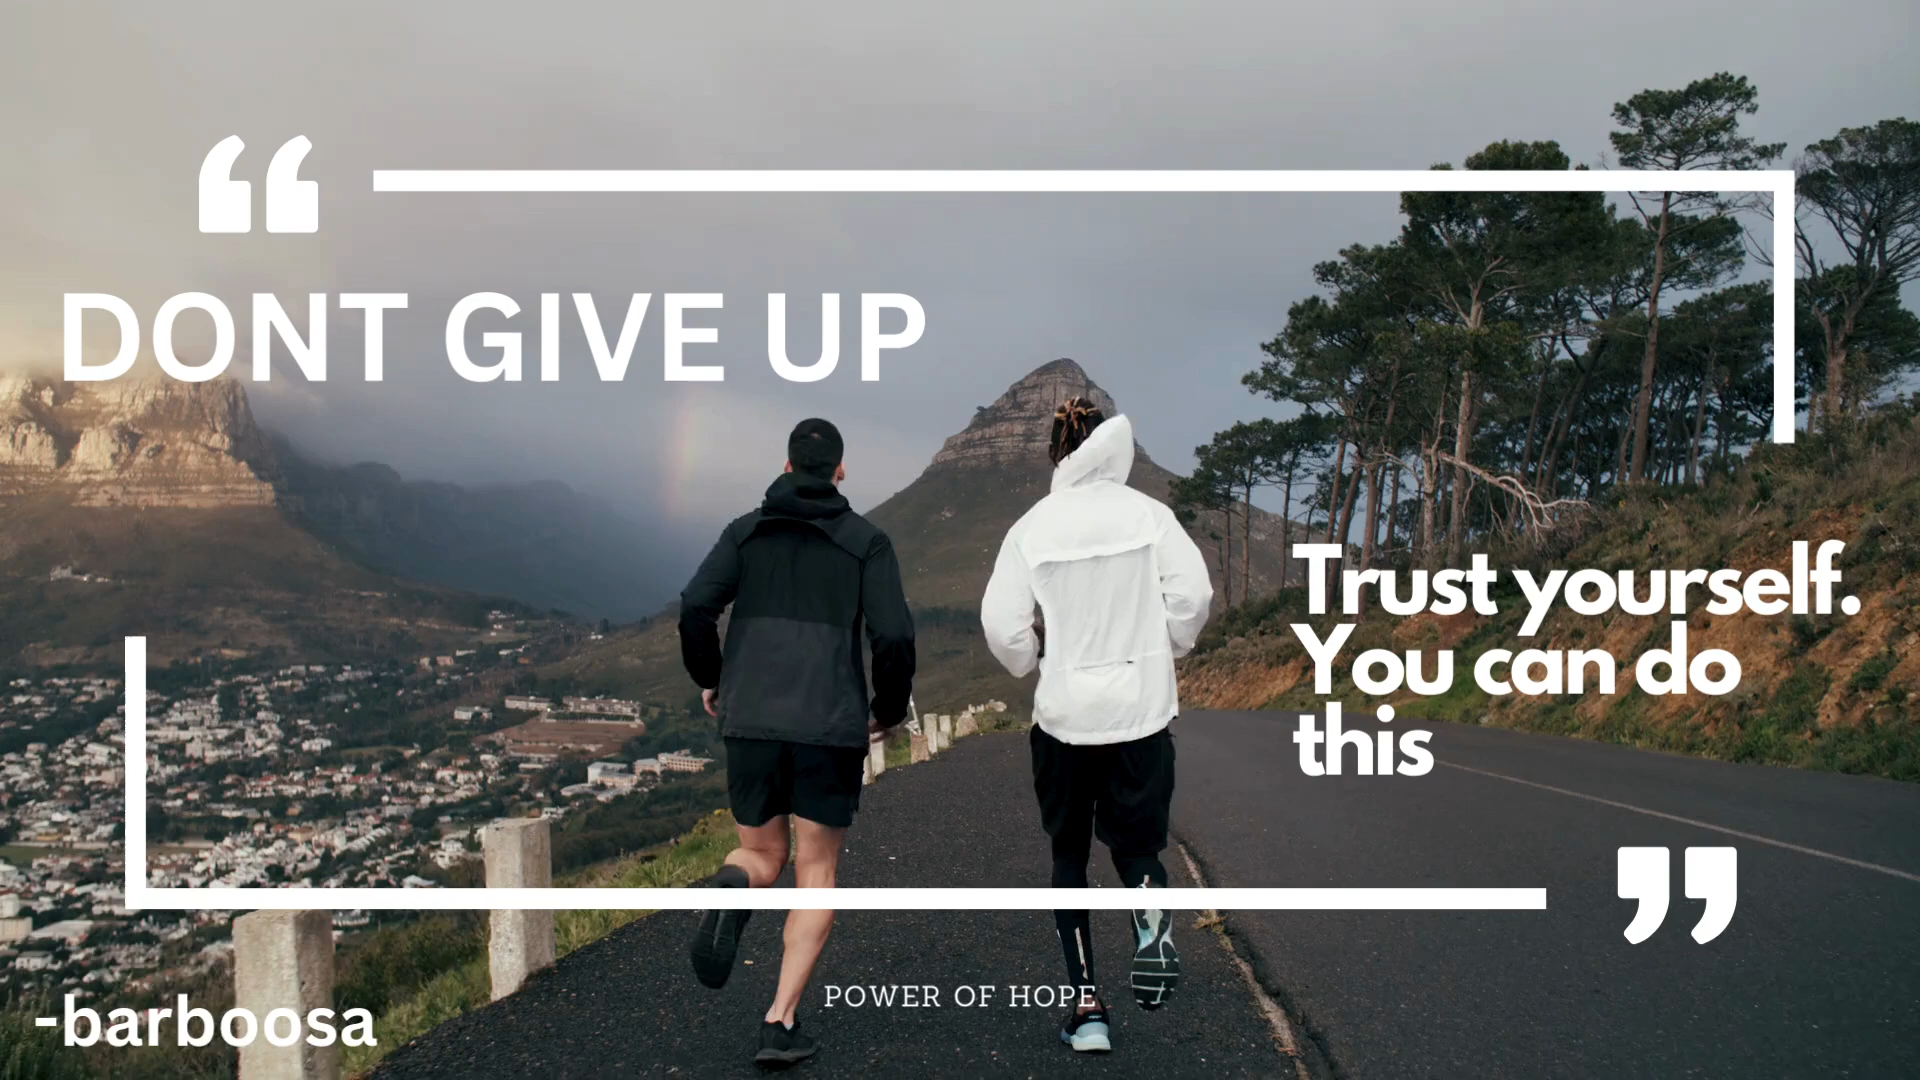 “
DONT GIVE UP
Trust yourself.
You can do
this
”
POWER OF HOPE
-barboosa